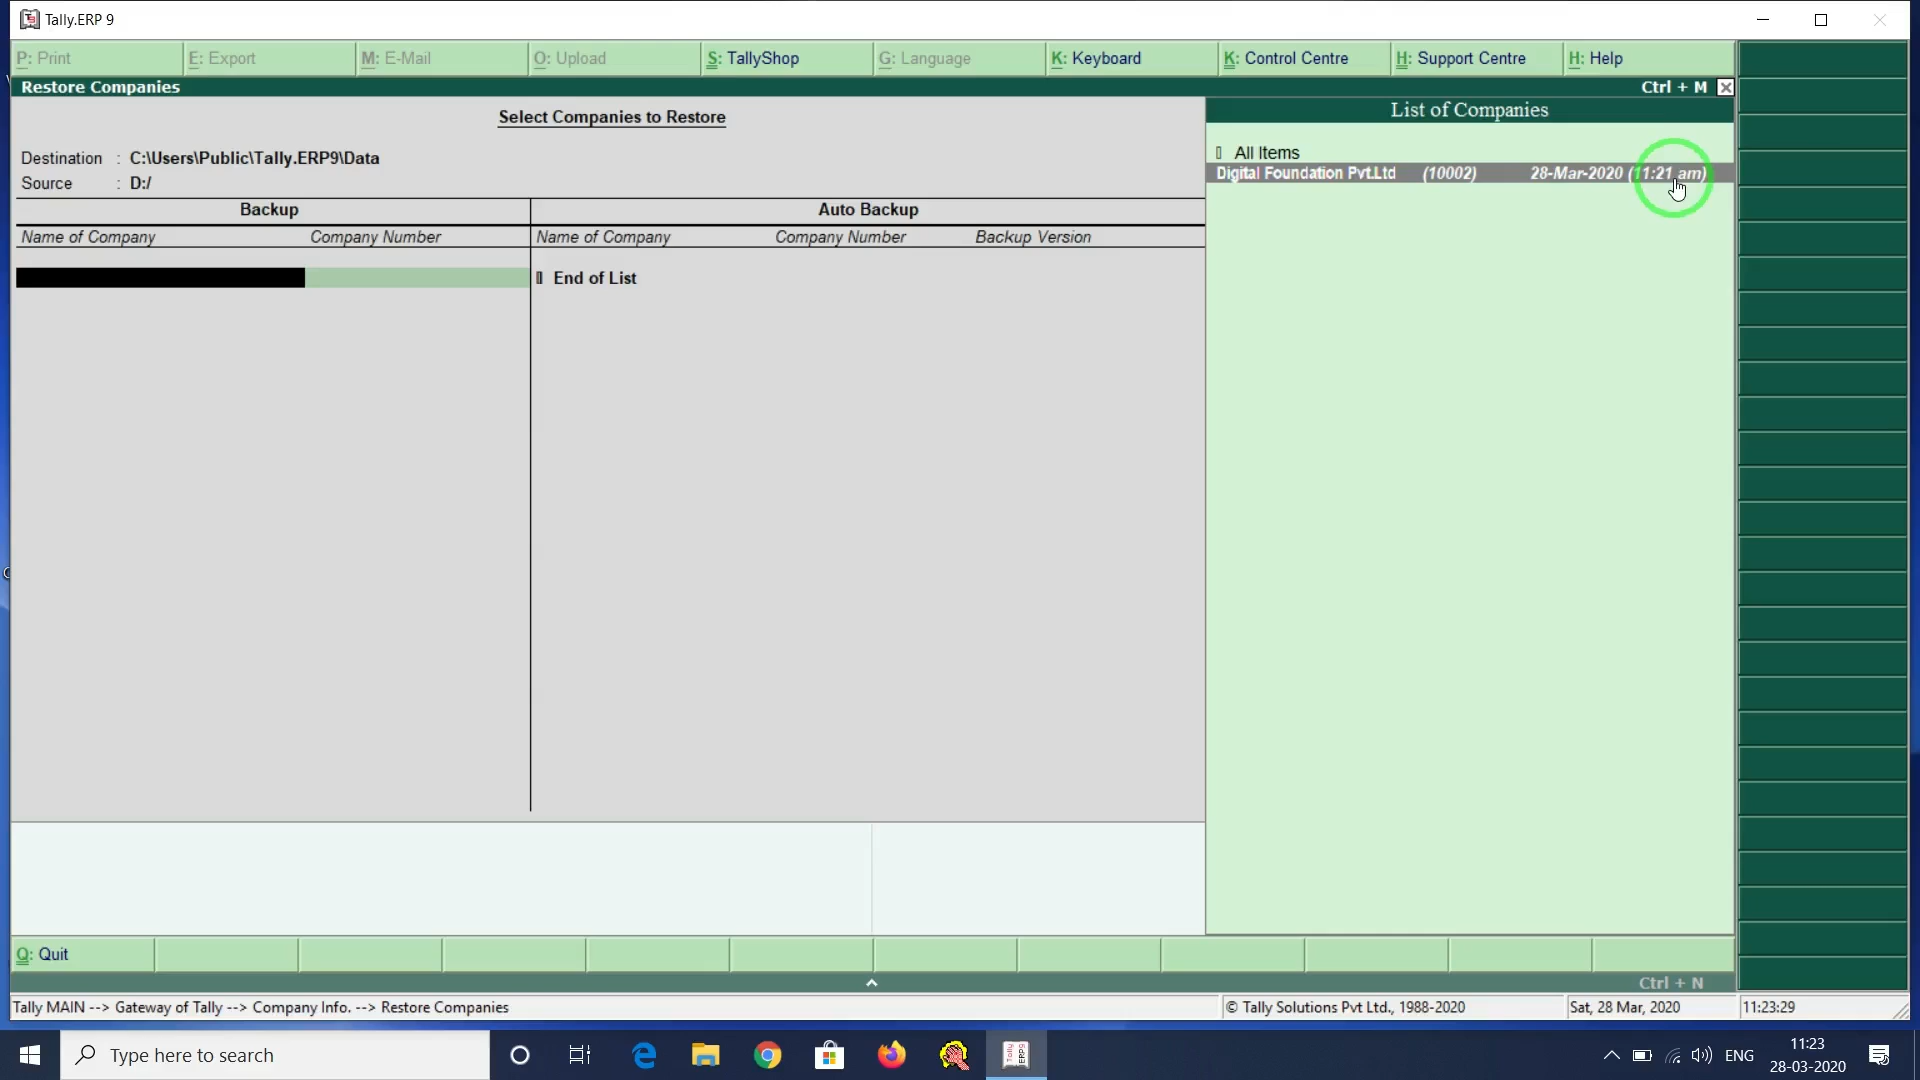 Tally.ERP 9
P: Print E: Export M: E-Mail O: Upload S: TallyShop G: Language K: Keyboard K: Control Centre H: Support Centre H: Help
Restore Companies Ctrl + M
Select Companies to Restore
Destination : C:\Users\Public\Tally.ERP9\Data
Source : D:/
Backup Auto Backup
Name of Company Company Number Name of Company Company Number Backup Version
End of List
List of Companies
All Items
Digital Foundation Pvt.Ltd (10002) 28-Mar-2020 (11:21 am)
Q: Quit
Ctrl + N
Tally MAIN --> Gateway of Tally --> Company Info. --> Restore Companies © Tally Solutions Pvt Ltd., 1988-2020 Sat, 28 Mar, 2020 11:23:29
Type here to search
Tally ERP9
ENG
11:23
28-03-2020